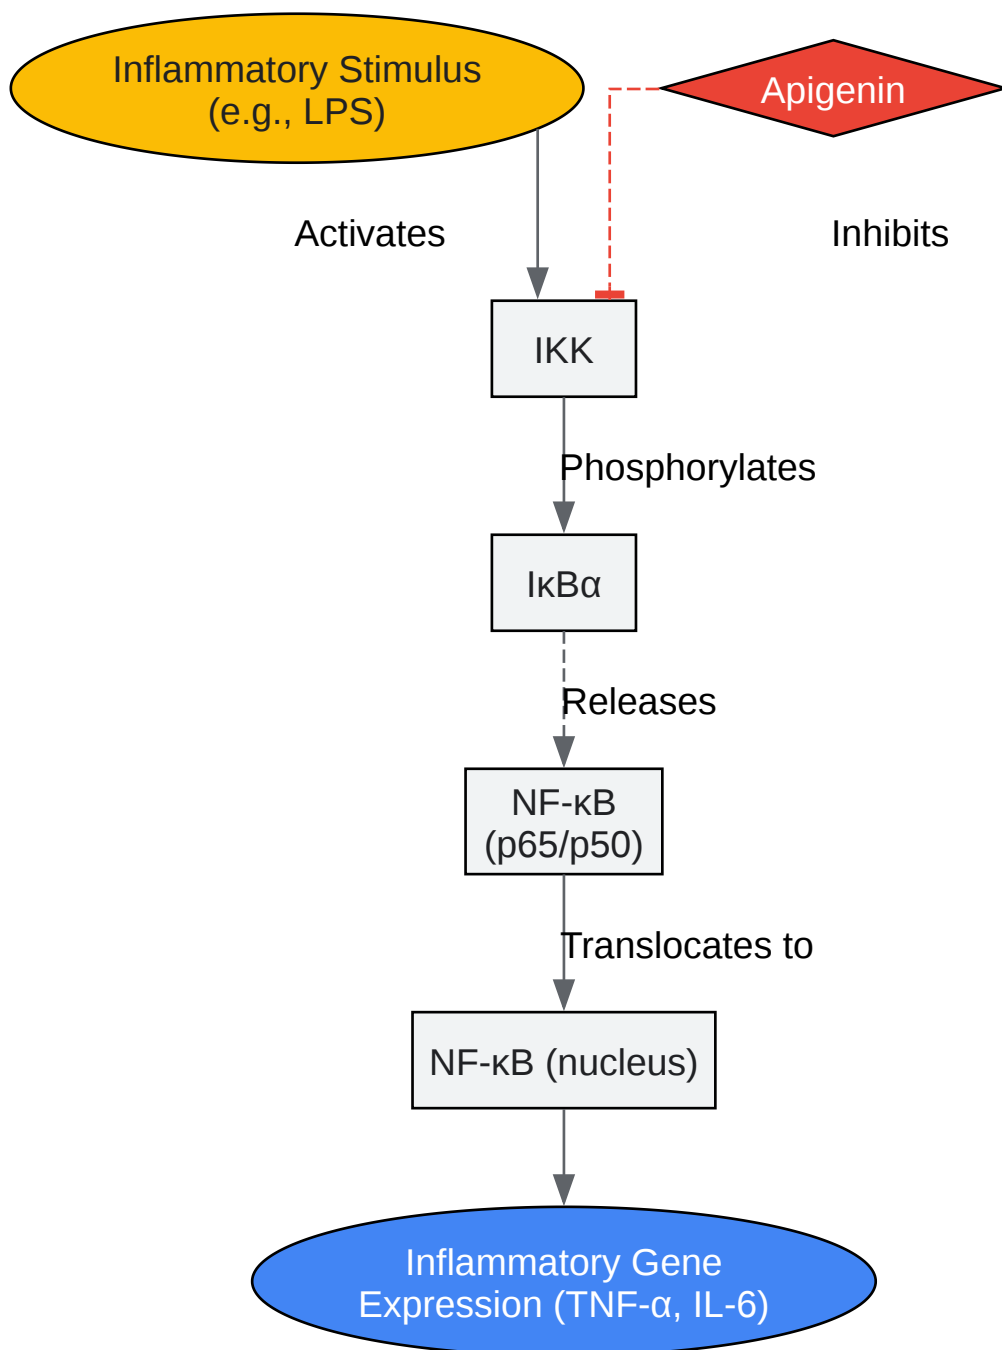 Inflammatory Stimulus
(e.g., LPS)
Apigenin
Activates
Inhibits
IKK
Phosphorylates
IκBα
Releases
NF-κB
(p65/p50)
Translocates to
NF-κB (nucleus)
Inflammatory Gene
Expression (TNF-α, IL-6)